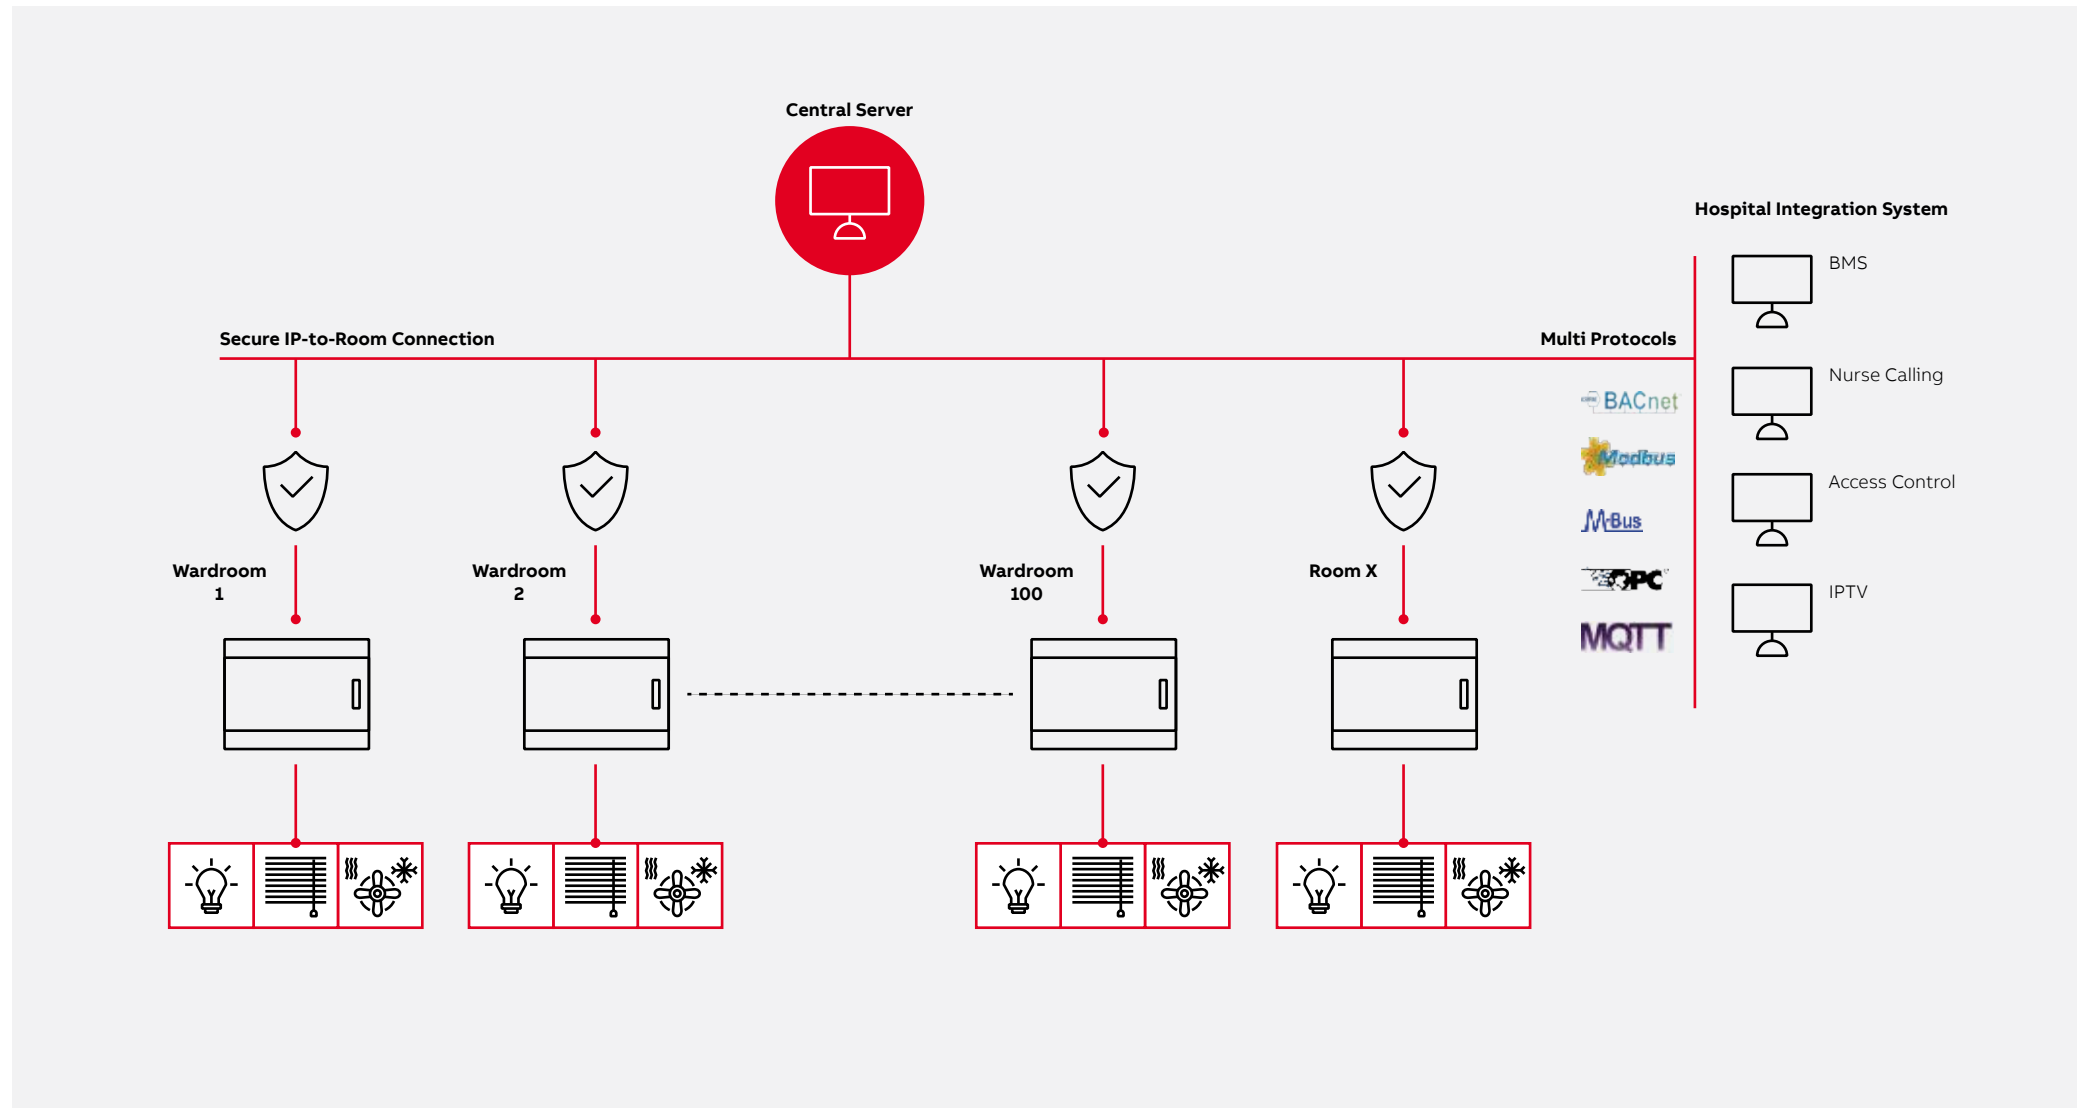 Central Server
Hospital Integration System
BMS
Secure IP-to-Room Connection
Multi Protocols
Nurse Calling
BACnet
Modbus
Access Control
M-Bus
Wardroom
1
Wardroom
2
Wardroom
100
Room X
OPC
IPTV
MQTT